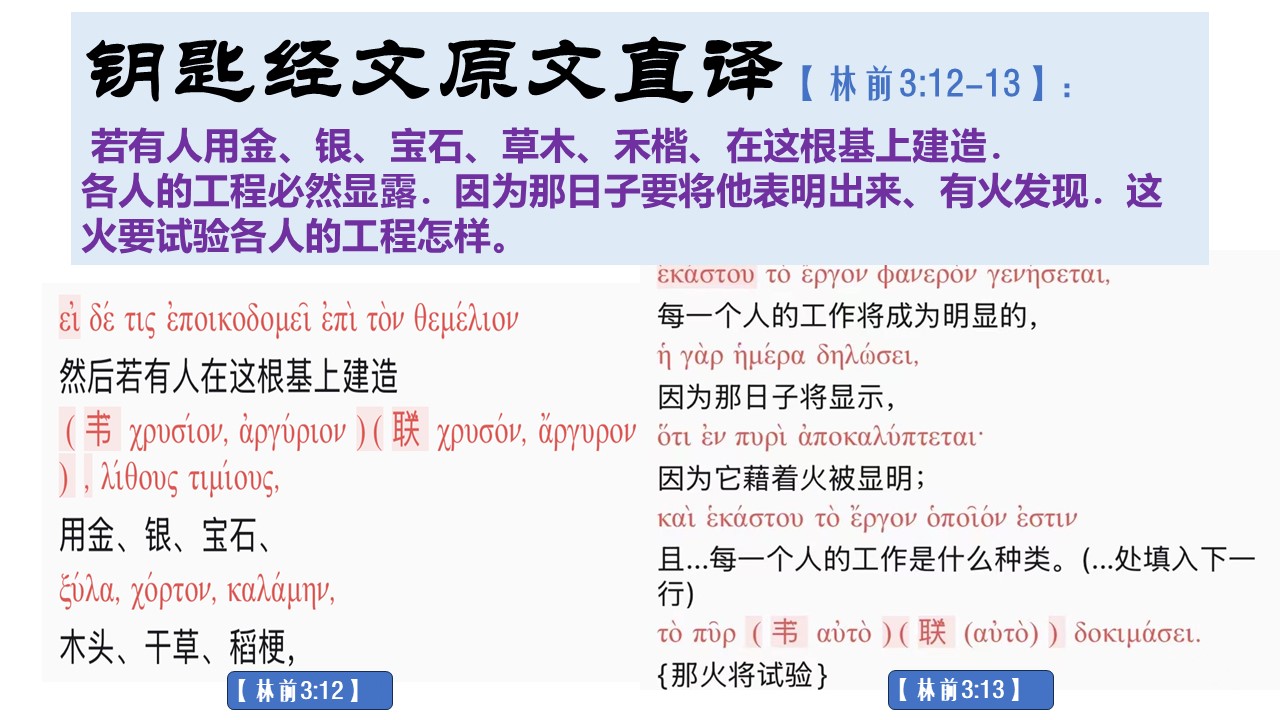 钥匙经文原文直译【林前3:12-13】：
若有人用金、银、宝石、草木、禾楷、在这根基上建造．
各人的工程必然显露．因为那日子要将他表明出来、有火发现．这
火要试验各人的工程怎样。
εἰ δέ τις ἐποικοδομεῖ ἐπὶ τὸν θεμέλιον
然后若有人在这根基上建造
( 韦 χρυσίον, ἀργύριον )( 联 χρυσόν, ἄργυρον
) , λίθους τιμίους,
用金、银、宝石、
ξύλα, χόρτον, καλάμην,
木头、干草、稻梗，
【林前3:12】
ἑκάστου τὸ ἔργον φανερὸν γενήσεται,
每一个人的工作将成为明显的，
ἡ γὰρ ἡμέρα δηλώσει,
因为那日子将显示，
ὅτι ἐν πυρὶ ἀποκαλύπτεται·
因为它藉着火被显明；
καὶ ἑκάστου τὸ ἔργον ὁποῖόν ἐστιν
且...每一个人的工作是什么种类。(...处填入下一
行)
τὸ πῦρ ( 韦 αὐτὸ )( 联 (αὐτὸ) ) δοκιμάσει.
{那火将试验}
【林前3:13】